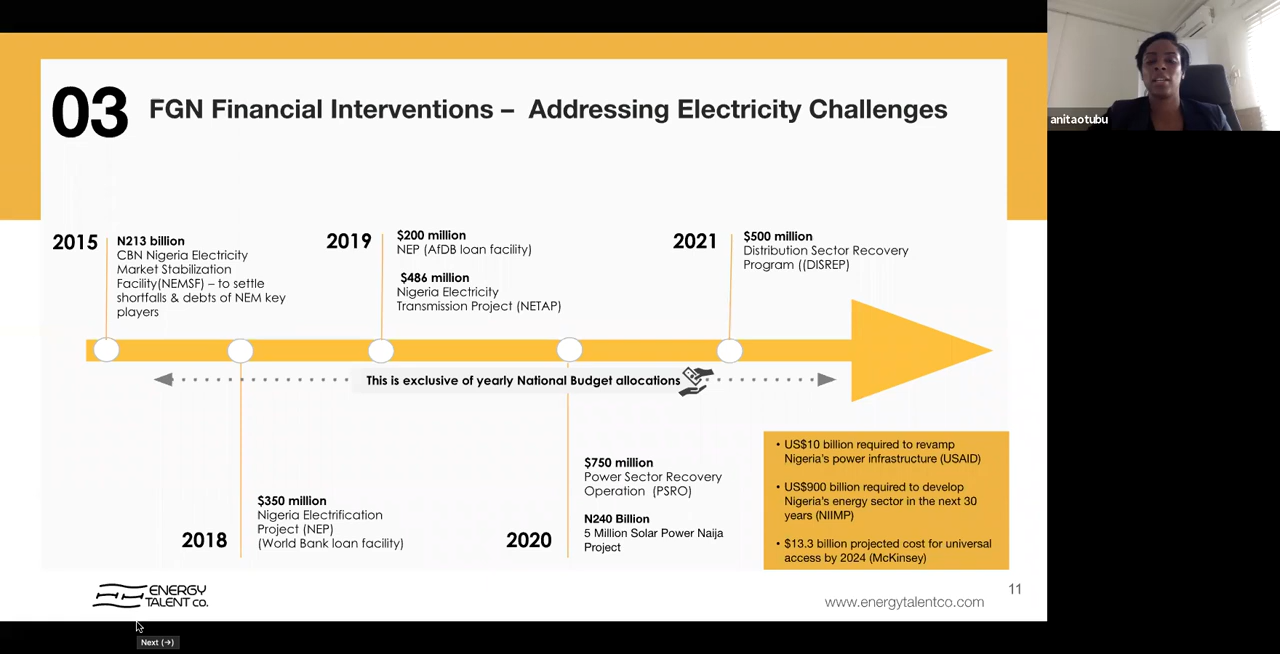 03
FGN Financial Interventions – Addressing Electricity Challenges
2015
N213 billion
CBN Nigeria Electricity
Market Stabilization
Facility(NEMSF) – to settle
shortfalls & debts of NEM key
players
2019
$200 million
NEP (AfDB loan facility)
$486 million
Nigeria Electricity
Transmission Project (NETAP)
2021
$500 million
Distribution Sector Recovery
Program ((DISREP)
This is exclusive of yearly National Budget allocations
2018
$350 million
Nigeria Electrification
Project (NEP)
(World Bank loan facility)
2020
$750 million
Power Sector Recovery
Operation (PSRO)
N240 Billion
5 Million Solar Power Naija
Project
• US$10 billion required to revamp
Nigeria's power infrastructure (USAID)
• US$900 billion required to develop
Nigeria's energy sector in the next 30
years (NIIMP)
• $13.3 billion projected cost for universal
access by 2024 (McKinsey)
ENERGY
TALENT CO.
www.energytalentco.com
11
Next (→)
anitaotubu